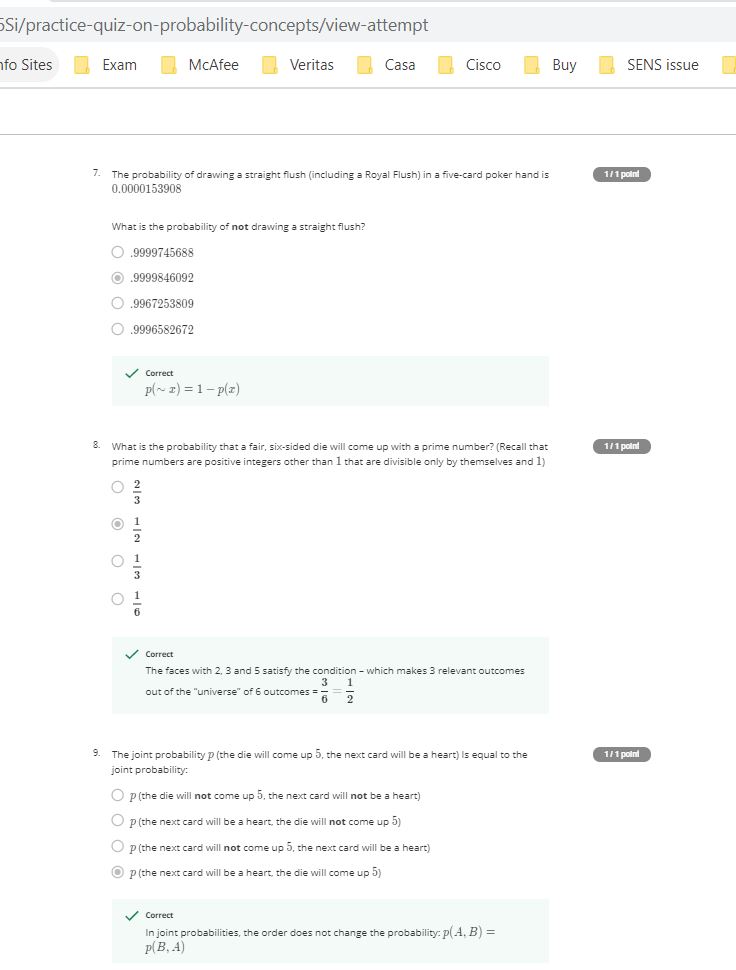 6Si/practice-quiz-on-probability-concepts/view-attempt
nfo Sites Exam McAfee Veritas Casa Cisco Buy SENS issue
7. The probability of drawing a straight flush (including a Royal Flush) in a five-card poker hand is 1 / 1 point
0.0000153908
What is the probability of not drawing a straight flush?
.9999745688
.9999846092
.9967253809
.9996582672
Correct
p(∼ x) = 1 − p(x)
8. What is the probability that a fair, six-sided die will come up with a prime number? (Recall that 1 / 1 point
prime numbers are positive integers other than 1 that are divisible only by themselves and 1)
2/3
1/2
1/3
1/6
Correct
The faces with 2, 3 and 5 satisfy the condition – which makes 3 relevant outcomes
out of the "universe" of 6 outcomes = 3/6 = 1/2
9. The joint probability p (the die will come up 5, the next card will be a heart) Is equal to the 1 / 1 point
joint probability:
p (the die will not come up 5, the next card will not be a heart)
p (the next card will be a heart, the die will not come up 5)
p (the next card will not come up 5, the next card will be a heart)
p (the next card will be a heart, the die will come up 5)
Correct
In joint probabilities, the order does not change the probability: p(A, B) =
p(B, A)